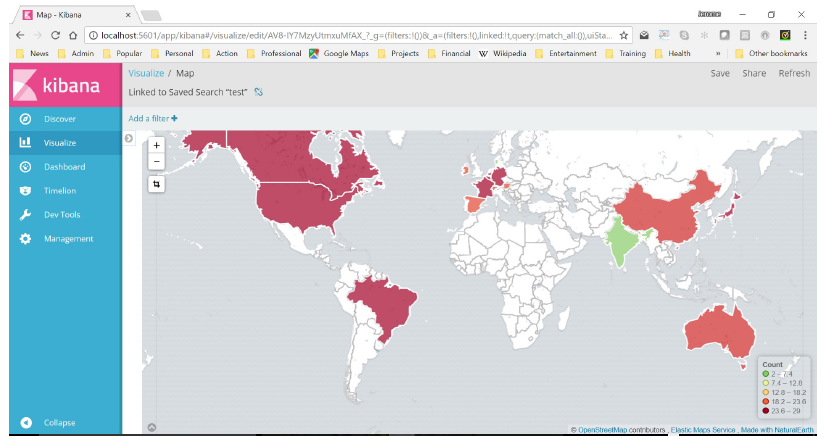 Map - Kibana
localhost:5601/app/kibana#/visualize/edit/AV8-IY7MzyUtmxuMfAX_?_g=(filters:!())&_a=(filters:!(),linked:!t,query:(match_all:()),uiSta...
News Admin Popular Personal Action Professional Google Maps Projects Financial W Wikipedia Entertainment Training Health » Other bookmarks
kibana
Visualize / Map
Save Share Refresh
Linked to Saved Search “test”
Add a filter +
Discover
Visualize
Dashboard
Timelion
Dev Tools
Management
Collapse
+
−
Count
2 – 7.4
7.4 – 12.8
12.8 – 18.2
18.2 – 23.6
23.6 – 29
© OpenStreetMap contributors , Elastic Maps Service , Made with NaturalEarth